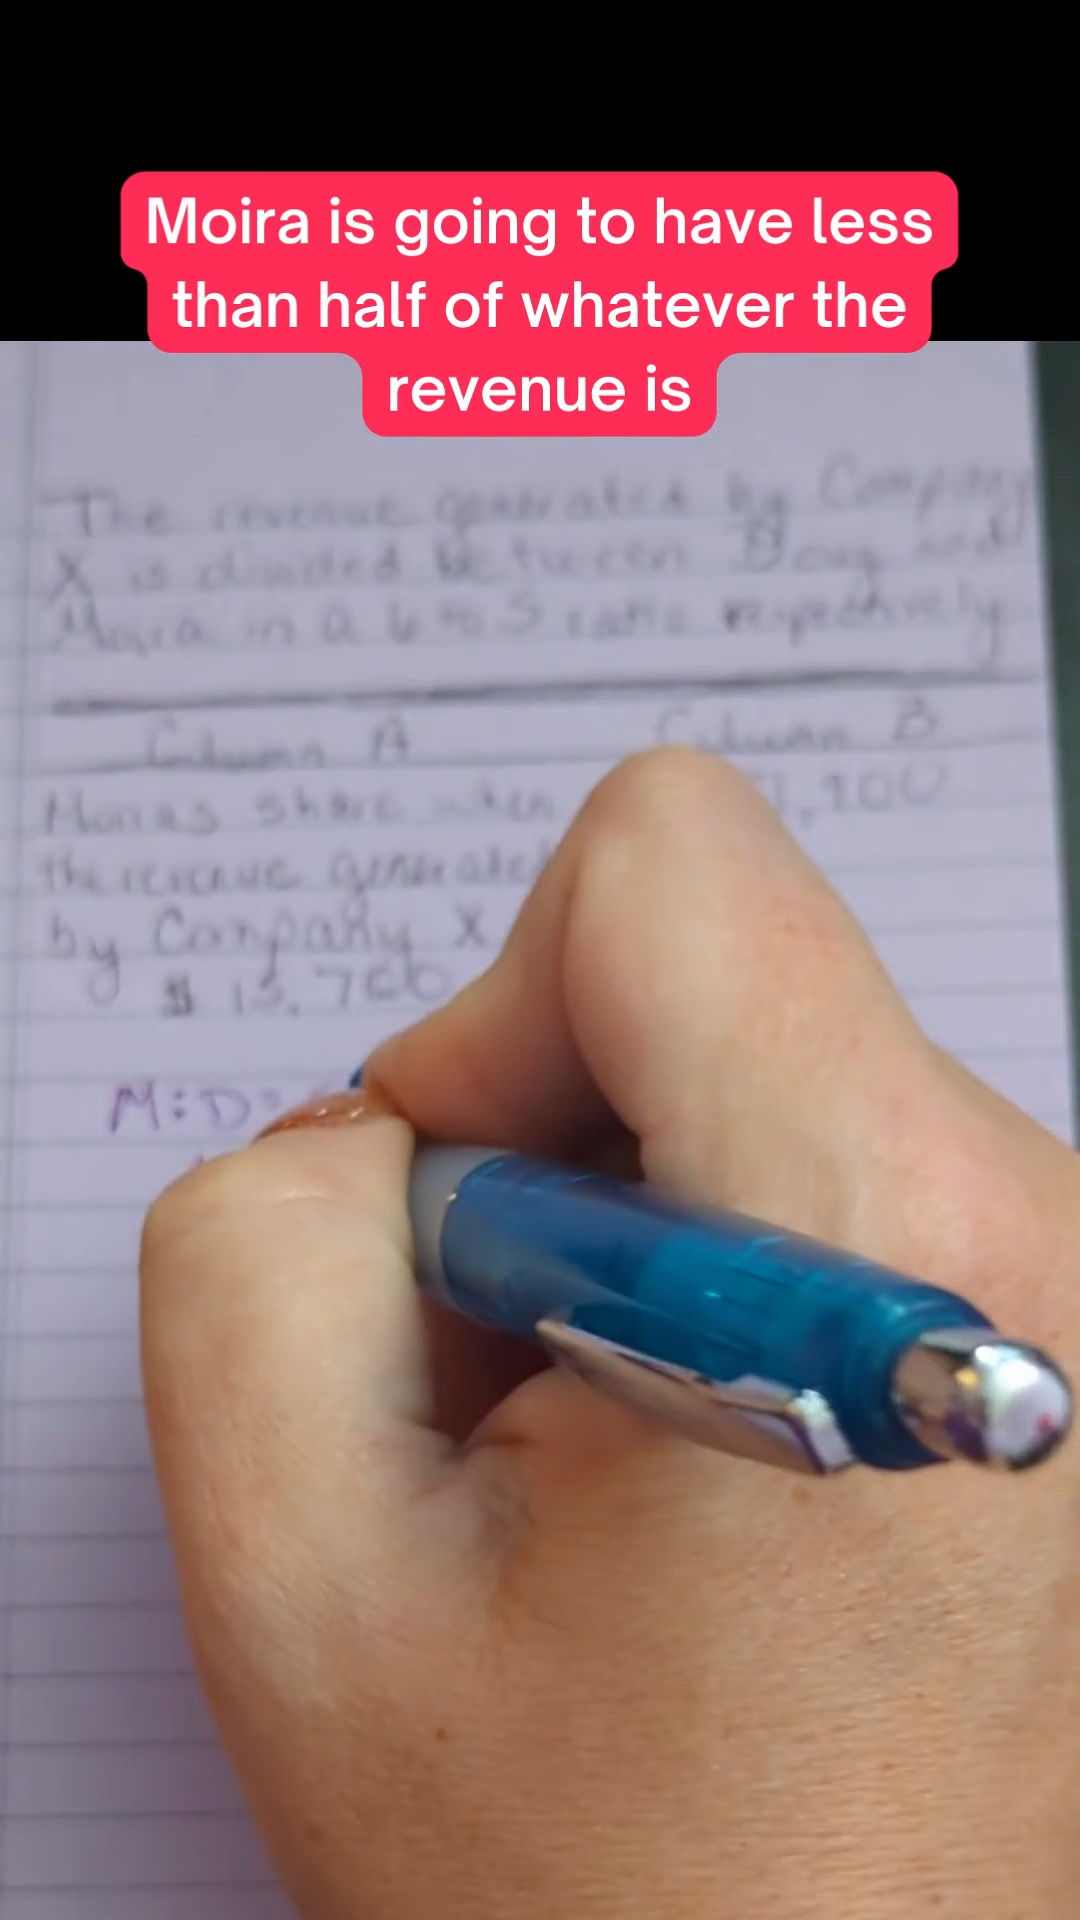 Moira is going to have less
than half of whatever the
revenue is
The revenue generated by Company
X is divided between Doug and
Moira in a 6 to 5 ratio respectively
Column A Column B
Moiras share when
the revenue generated
by Company X
$ 15,700
M:D=